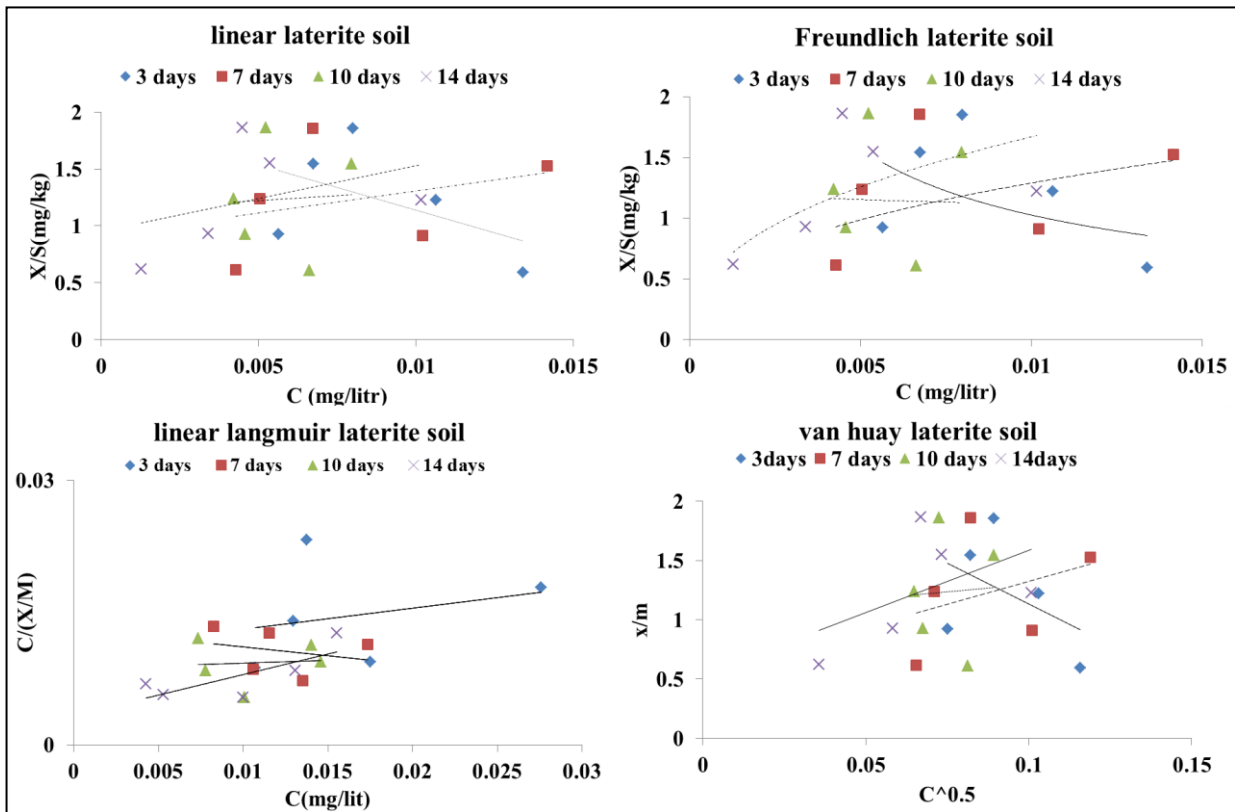 linear laterite soil
3 days 7 days 10 days 14 days
X/S(mg/kg)
2
1.5
1
0.5
0
0 0.005 0.01 0.015
C (mg/litr)
Freundlich laterite soil
3 days 7 days 10 days 14 days
X/S(mg/kg)
2
1.5
1
0.5
0
0 0.005 0.01 0.015
C (mg/litr)
linear langmuir laterite soil
3 days 7 days 10 days 14 days
C/(X/M)
0.03
0
0 0.005 0.01 0.015 0.02 0.025 0.03
C(mg/lit)
van huay laterite soil
3days 7 days 10 days 14days
x/m
2
1.5
1
0.5
0
0 0.05 0.1 0.15
C^0.5